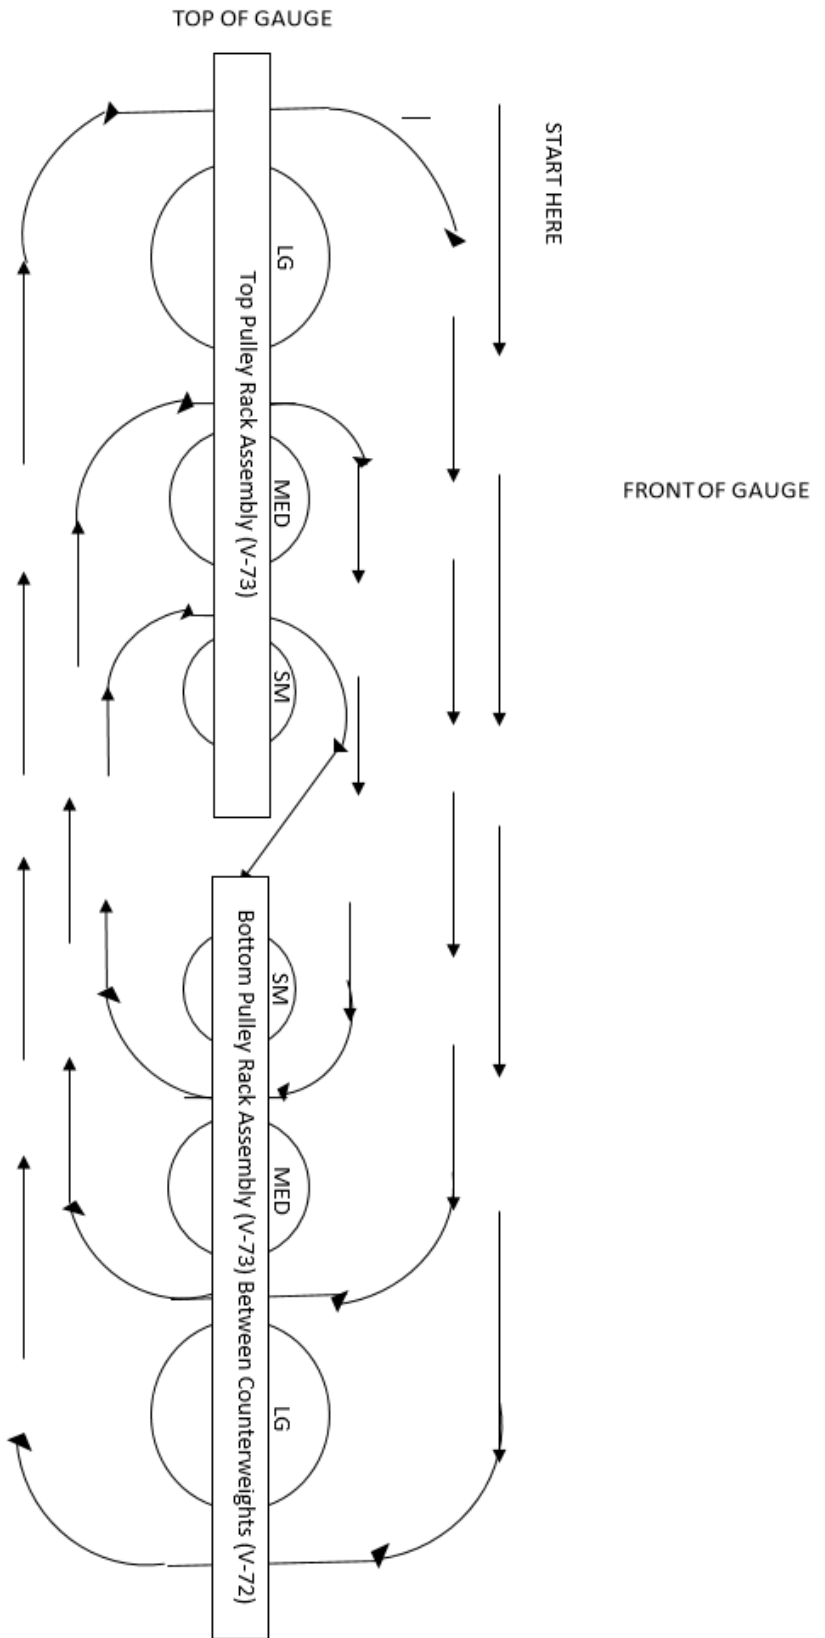 TOP OF GAUGE
START HERE
LG
Top Pulley Rack Assembly (V-73)
FRONT OF GAUGE
MED
SM
SM
Bottom Pulley Rack Assembly (V-73) Between Counterweights (V-72)
MED
LG